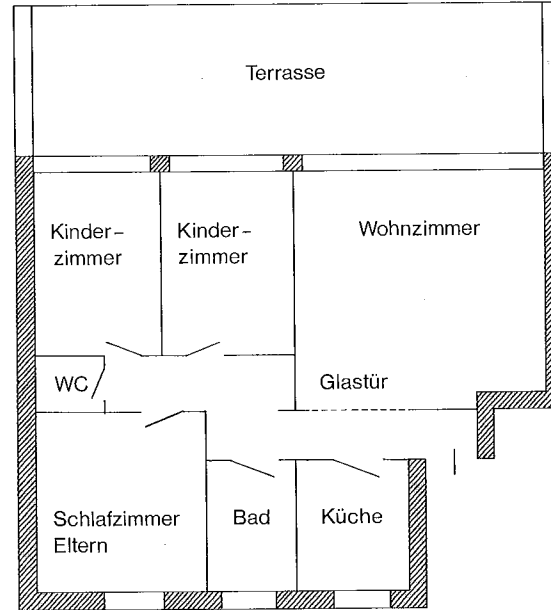 Terrasse
Kinder–
zimmer
Kinder–
zimmer
Wohnzimmer
WC
Glastür
Schlafzimmer
Eltern
Bad
Küche